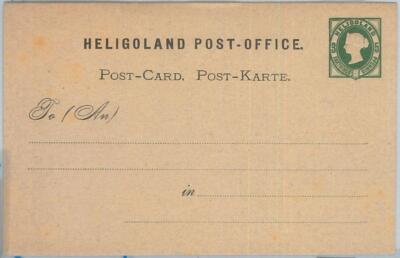 HELIGOLAND
HELIGOLAND POST-OFFICE.
POST-CARD. POST-KARTE.
To (An)
in